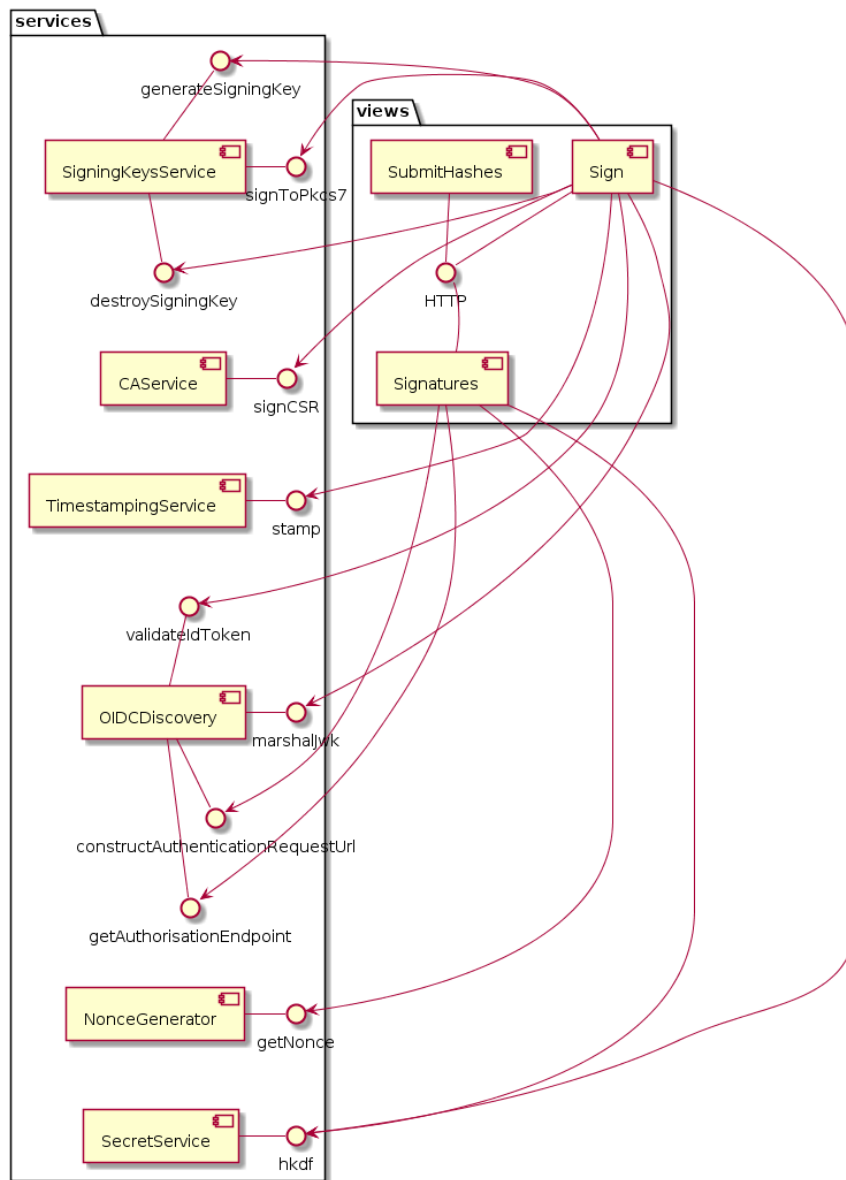 services
generateSigningKey
views
SigningKeysService
signToPkcs7
SubmitHashes
Sign
destroySigningKey
HTTP
CAService
signCSR
Signatures
TimestampingService
stamp
validateIdToken
OIDCDiscovery
marshalJwk
constructAuthenticationRequestUrl
getAuthorisationEndpoint
NonceGenerator
getNonce
SecretService
hkdf